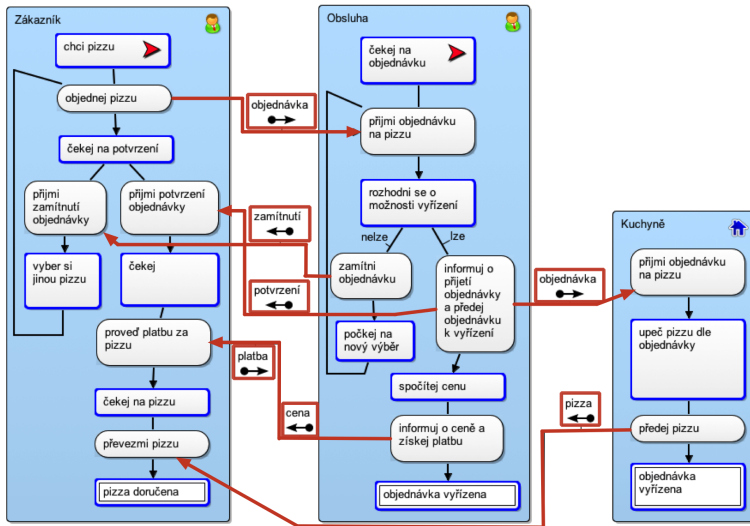 Zákazník
chci pizzu
objednej pizzu
čekej na potvrzení
přijmi
zamítnutí
objednávky
přijmi potvrzení
objednávky
vyber si
jinou pizzu
čekej
proveď platbu za
pizzu
čekej na pizzu
převezmi pizzu
pizza doručena
objednávka
zamítnutí
potvrzení
platba
cena
Obsluha
čekej na
objednávku
přijmi objednávku
na pizzu
rozhodni se o
možnosti vyřízení
nelze
lze
zamítni
objednávku
informuj o
přijetí
objednávky
a předej
objednávku
k vyřízení
počkej na
nový výběr
spočítej cenu
informuj o ceně a
získej platbu
objednávka vyřízena
objednávka
pizza
Kuchyně
přijmi objednávku
na pizzu
upeč pizzu dle
objednávky
předej pizzu
objednávka
vyřízena